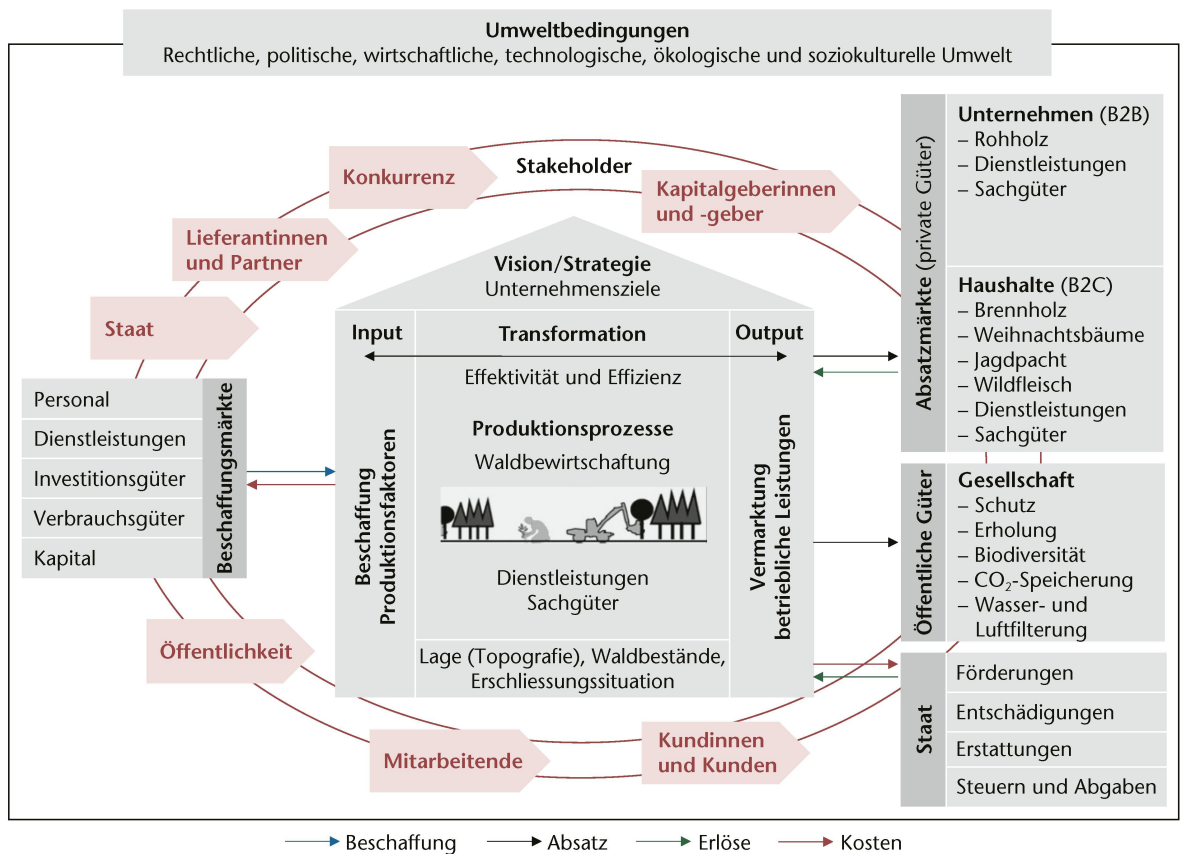 Umweltbedingungen
Rechtliche, politische, wirtschaftliche, technologische, ökologische und soziokulturelle Umwelt
Stakeholder
Konkurrenz
Kapitalgeberinnen
und -geber
Lieferantinnen
und Partner
Staat
Personal
Dienstleistungen
Investitionsgüter
Verbrauchsgüter
Kapital
Beschaffungsmärkte
Öffentlichkeit
Mitarbeitende
Kundinnen
und Kunden
Vision/Strategie
Unternehmensziele
Input
Transformation
Output
Effektivität und Effizienz
Beschaffung
Produktionsfaktoren
Produktionsprozesse
Waldbewirtschaftung
Dienstleistungen
Sachgüter
Lage (Topografie), Waldbestände,
Erschliessungssituation
Vermarktung
betriebliche Leistungen
Absatzmärkte (private Güter)
Unternehmen (B2B)
– Rohholz
– Dienstleistungen
– Sachgüter
Haushalte (B2C)
– Brennholz
– Weihnachtsbäume
– Jagdpacht
– Wildfleisch
– Dienstleistungen
– Sachgüter
Öffentliche Güter
Gesellschaft
– Schutz
– Erholung
– Biodiversität
– CO₂-Speicherung
– Wasser- und
Luftfilterung
Staat
Förderungen
Entschädigungen
Erstattungen
Steuern und Abgaben
Beschaffung
Absatz
Erlöse
Kosten